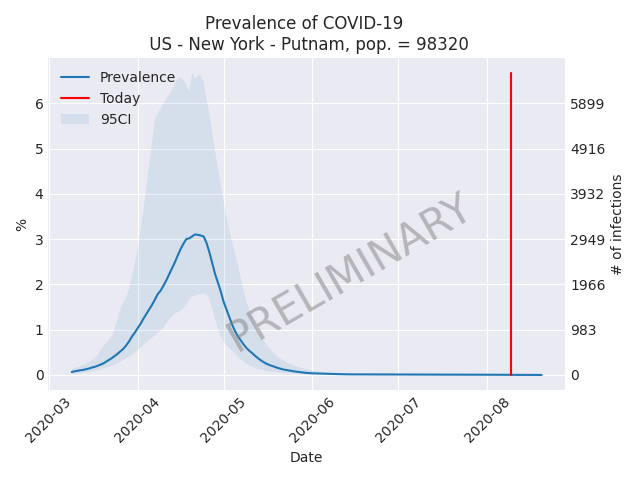 Prevalence of COVID-19
US - New York - Putnam, pop. = 98320
Prevalence
Today
95CI
%
6
5
4
3
2
1
0
5899
4916
3932
2949
1966
983
0
# of infections
PRELIMINARY
2020-03
2020-04
2020-05
2020-06
2020-07
2020-08
Date